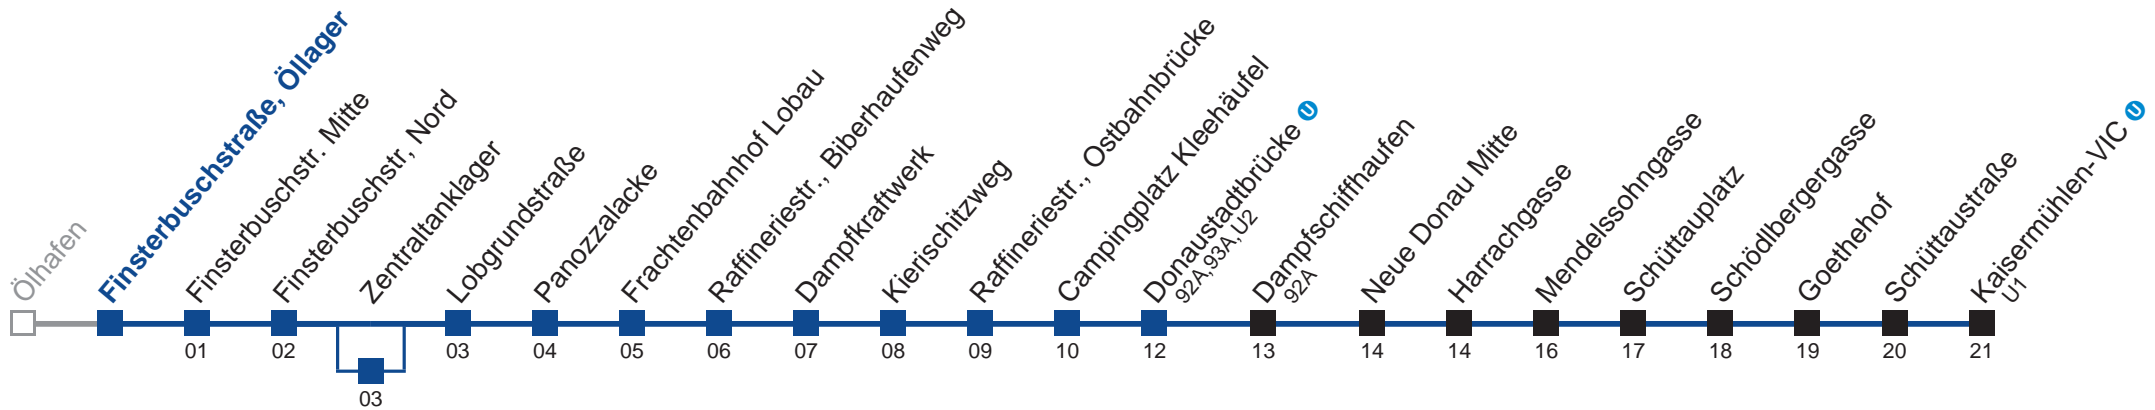 Ölhafen
Finsterbuschstraße, Öllager
Finsterbuschstr. Mitte
01
Finsterbuschstr, Nord
02
Zentraltanklager
03
Lobgrundstraße
03
Panozzalacke
04
Frachtenbahnhof Lobau
05
Raffineriestr., Biberhaufenweg
06
Dampfkraftwerk
07
Kierischitzweg
08
Raffineriestr., Ostbahnbrücke
09
Campingplatz Kleehäufel
10
Donaustadtbrücke U
92A,93A,U2
12
Dampfschiffhaufen
92A
13
Neue Donau Mitte
14
Harrachgasse
14
Mendelssohngasse
16
Schüttauplatz
17
Schödlbergergasse
18
Goethehof
19
Schüttaustraße
20
Kaisermühlen-VIC U
U1
21